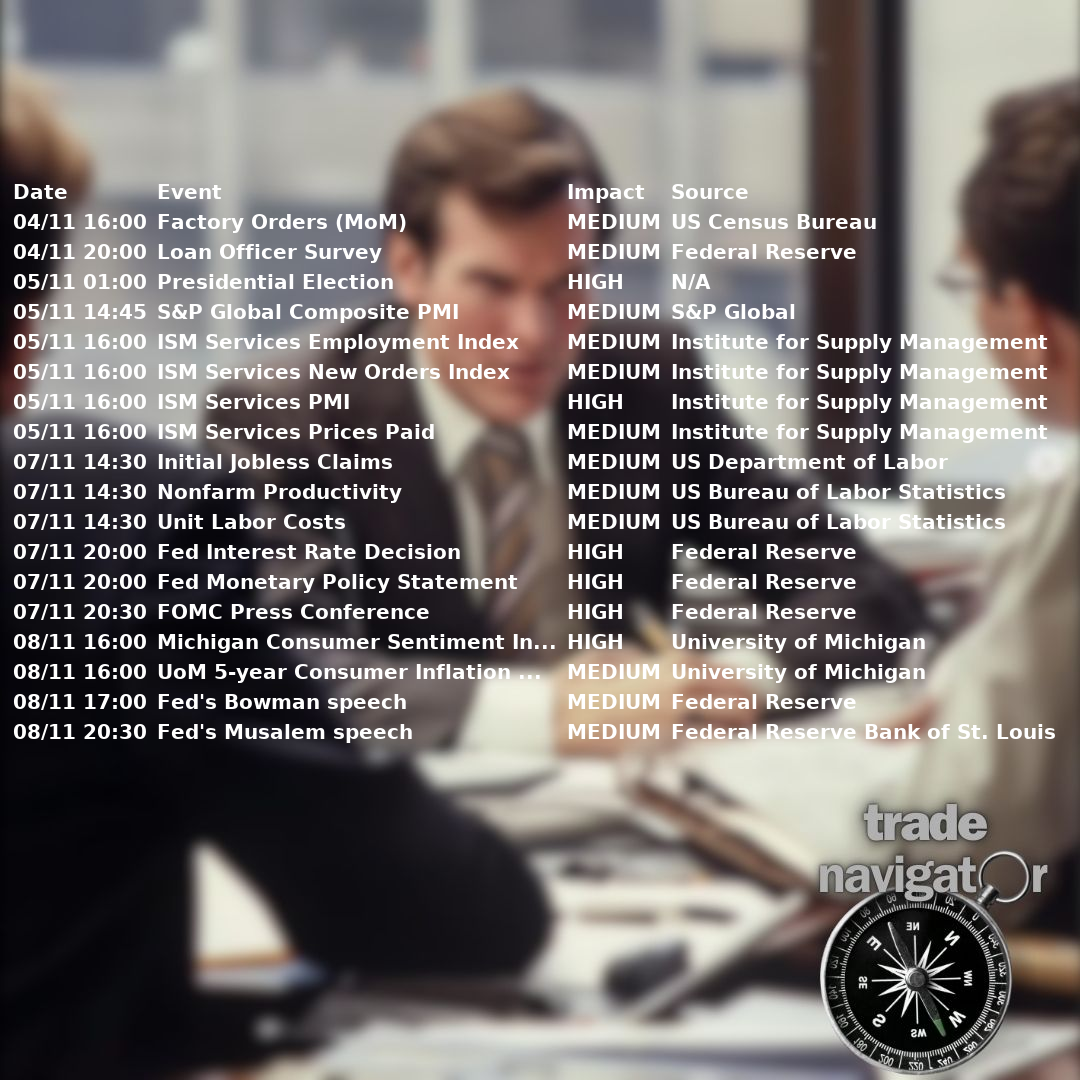 Date Event Impact Source
04/11 16:00 Factory Orders (MoM) MEDIUM US Census Bureau
04/11 20:00 Loan Officer Survey MEDIUM Federal Reserve
05/11 01:00 Presidential Election HIGH N/A
05/11 14:45 S&P Global Composite PMI MEDIUM S&P Global
05/11 16:00 ISM Services Employment Index MEDIUM Institute for Supply Management
05/11 16:00 ISM Services New Orders Index MEDIUM Institute for Supply Management
05/11 16:00 ISM Services PMI HIGH Institute for Supply Management
05/11 16:00 ISM Services Prices Paid MEDIUM Institute for Supply Management
07/11 14:30 Initial Jobless Claims MEDIUM US Department of Labor
07/11 14:30 Nonfarm Productivity MEDIUM US Bureau of Labor Statistics
07/11 14:30 Unit Labor Costs MEDIUM US Bureau of Labor Statistics
07/11 20:00 Fed Interest Rate Decision HIGH Federal Reserve
07/11 20:00 Fed Monetary Policy Statement HIGH Federal Reserve
07/11 20:30 FOMC Press Conference HIGH Federal Reserve
08/11 16:00 Michigan Consumer Sentiment In... HIGH University of Michigan
08/11 16:00 UoM 5-year Consumer Inflation ... MEDIUM University of Michigan
08/11 17:00 Fed's Bowman speech MEDIUM Federal Reserve
08/11 20:30 Fed's Musalem speech MEDIUM Federal Reserve Bank of St. Louis
trade
navigator
NE
N
E
WN
SE
W
S
WS